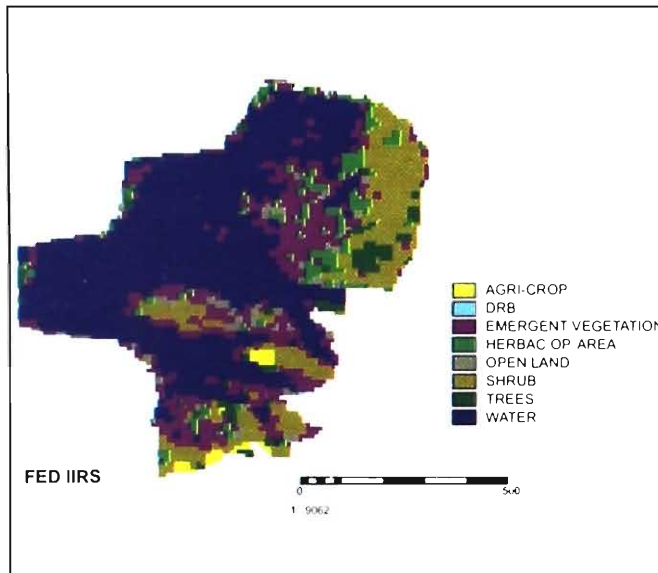 AGRI-CROP
DRB
EMERGENT VEGETATION
HERBAC OP AREA
OPEN LAND
SHRUB
TREES
WATER
FED IIRS
0 500
1 9062